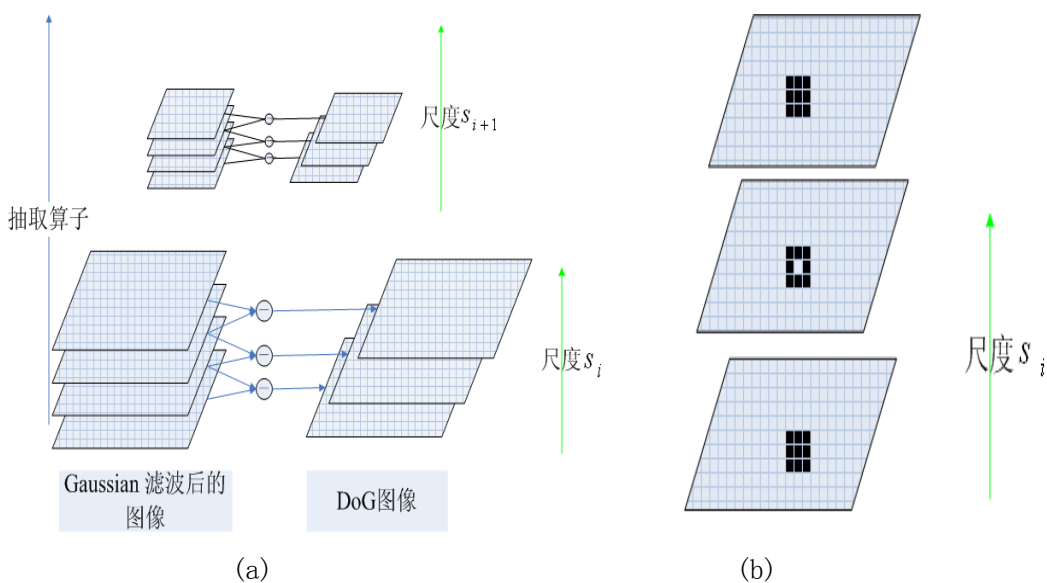 尺度s_{i+1}
抽取算子
尺度s_i
Gaussian 滤波后的
图像
DoG图像
(a)
尺度s_i
(b)